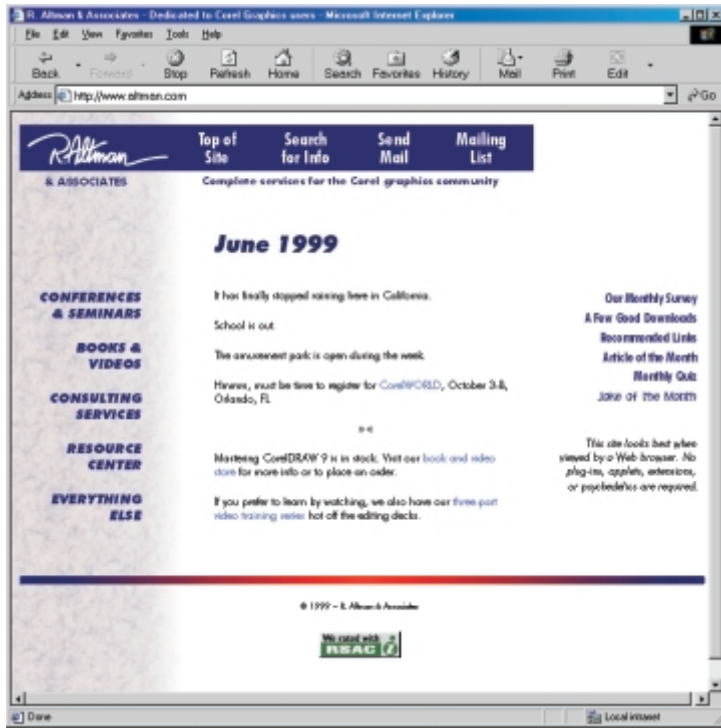 R. Altman & Associates - Dedicated to Corel Graphics users - Microsoft Internet Explorer
File Edit View Favorites Tools Help
Back Forward Stop Refresh Home Search Favorites History Mail Print Edit
Address http://www.altman.com Go
R. Altman
& ASSOCIATES
Top of Site
Search for Info
Send Mail
Mailing List
Complete services for the Corel graphics community
June 1999
CONFERENCES
& SEMINARS
BOOKS &
VIDEOS
CONSULTING
SERVICES
RESOURCE
CENTER
EVERYTHING
ELSE
It has finally stopped raining here in California.
School is out.
The amusement park is open during the week.
Hmmm, must be time to register for CorelWORLD, October 3-8,
Orlando, FL
Mastering CorelDRAW 9 is in stock. Visit our book and video
store for more info or to place an order.
If you prefer to learn by watching, we also have our three-part
video training series hot off the editing decks.
Our Monthly Survey
A Few Good Downloads
Recommended Links
Article of the Month
Monthly Quiz
Joke of the Month
This site looks best when
viewed by a Web browser. No
plug-ins, applets, extensions,
or psychedelics are required.
© 1999 – R. Altman & Associates
We rated with
RSAC i
Done
Local intranet